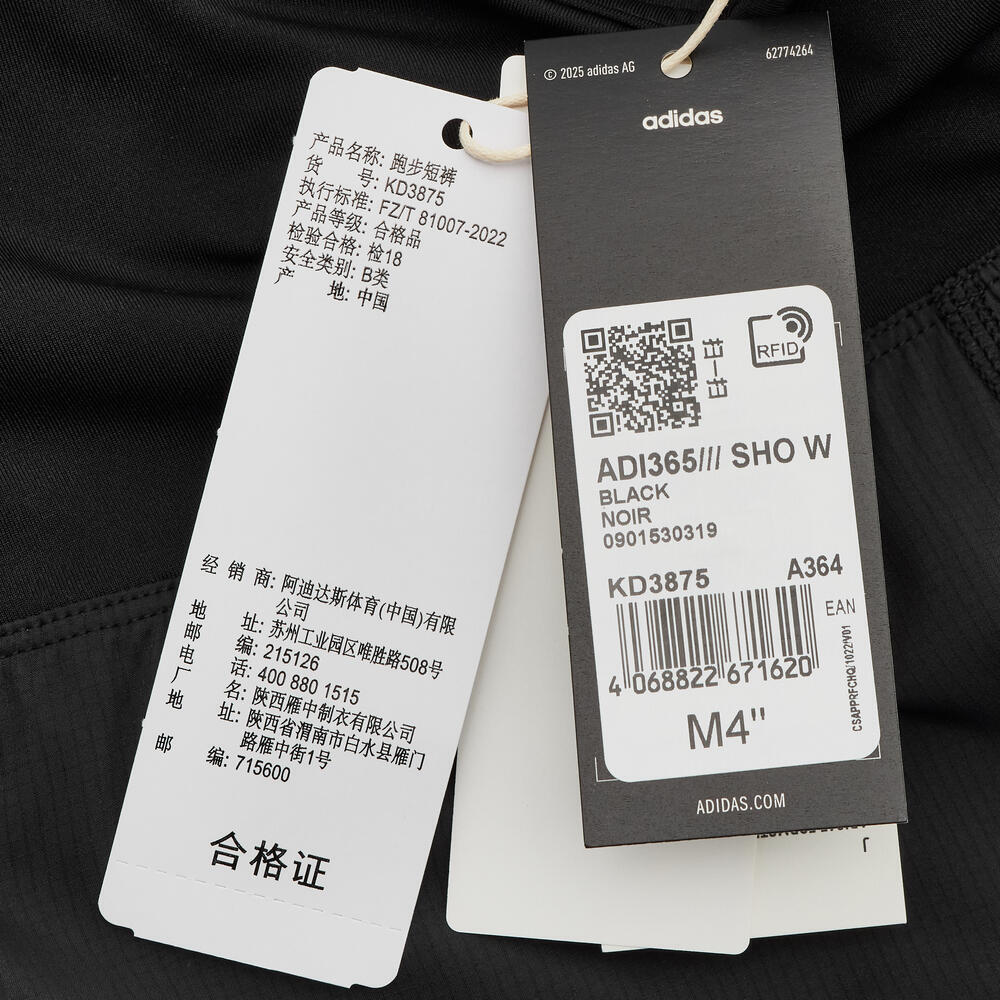 产品名称: 跑步短裤
货 号: KD3875
执行标准: FZ/T 81007-2022
产品等级: 合格品
检验合格: 检18
安全类别: B类
产 地: 中国
经 销 商: 阿迪达斯体育(中国)有限
公司
地 址: 苏州工业园区唯胜路508号
邮 编: 215126
电 话: 400 880 1515
厂 名: 陕西雁中制衣有限公司
地 址: 陕西省渭南市白水县雁门
路雁中街1号
邮 编: 715600
合格证
© 2025 adidas AG
62774264
adidas
RFID
ADI365/// SHO W
BLACK
NOIR
0901530319
KD3875 A364
EAN
4 068822 671620
CSAPPRFCHQ/1022/V01
M4"
ADIDAS.COM